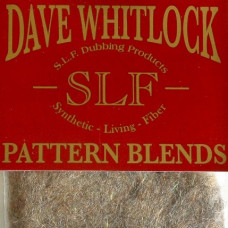 DAVE WHITLOCK
S.L.F. Dubbing Products
- SLF -
Synthetic - Living - Fiber
PATTERN BLENDS